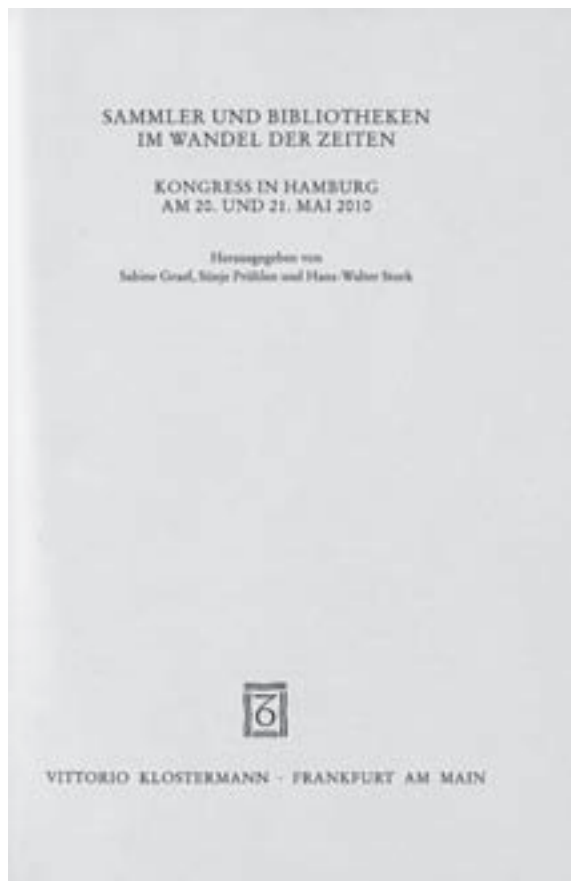 SAMMLER UND BIBLIOTHEKEN
IM WANDEL DER ZEITEN
KONGRESS IN HAMBURG
AM 20. UND 21. MAI 2010
Herausgegeben von
Sabine Graef, Sünje Prühlen und Hans-Walter Stork
VITTORIO KLOSTERMANN · FRANKFURT AM MAIN